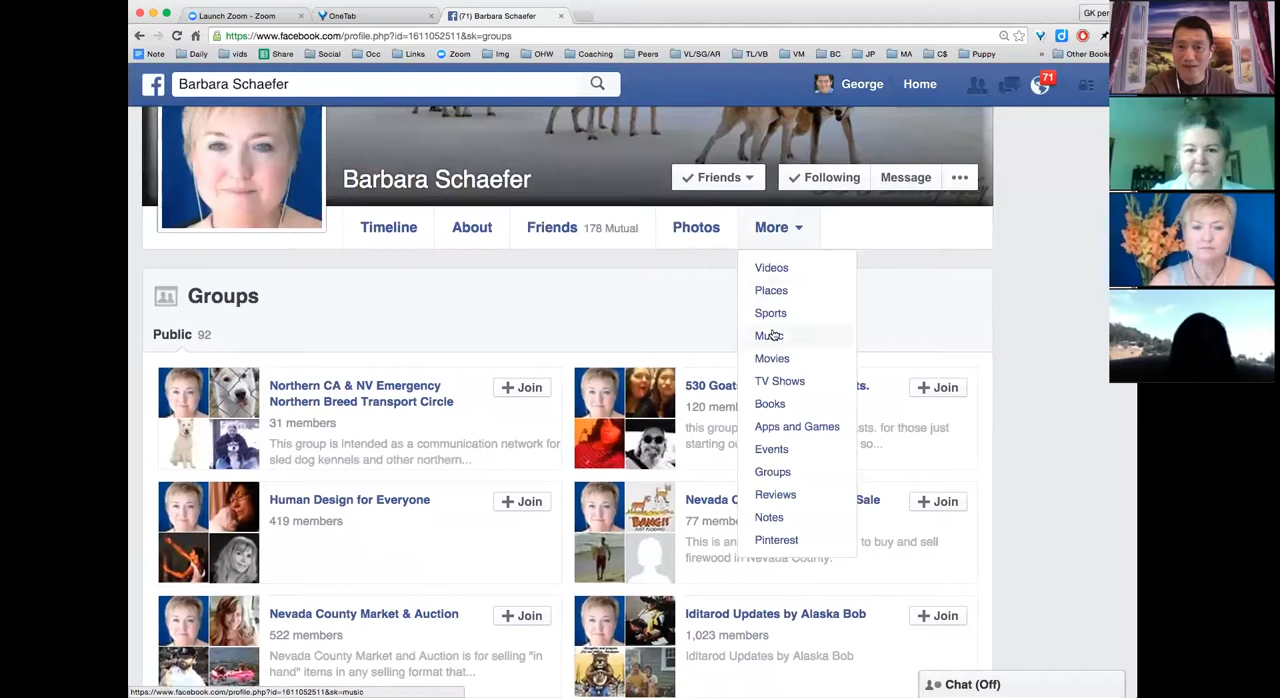 Launch Zoom - Zoom
OneTab
(71) Barbara Schaefer
GK per
https://www.facebook.com/profile.php?id=1611052511&sk=groups
Note Daily vids Share Social Occ Links Zoom Img OHW Coaching Peers VL/SG/AR TL/VB VM BC JP MA C$ Puppy » Other Book
Barbara Schaefer
George Home 71
Barbara Schaefer
Friends Following Message
Timeline About Friends 178 Mutual Photos More
Videos
Places
Sports
Music
Movies
TV Shows
Books
Apps and Games
Events
Groups
Reviews
Notes
Pinterest
Groups
Public 92
Northern CA & NV Emergency
Northern Breed Transport Circle
31 members
This group is intended as a communication network for
sled dog kennels and other northern...
+ Join
530 Goats ts.
120 mem
this grou sts. for those just
starting ou so...
+ Join
Human Design for Everyone
419 members
+ Join
Nevada C Sale
77 memb
This is an to buy and sell
firewood in Nevada County.
+ Join
Nevada County Market & Auction
522 members
Nevada County Market and Auction is for selling "in
hand" items in any selling format that...
+ Join
Iditarod Updates by Alaska Bob
1,023 members
Iditarod Updates by Alaska Bob
+ Join
Chat (Off)
https://www.facebook.com/profile.php?id=1611052511&sk=music